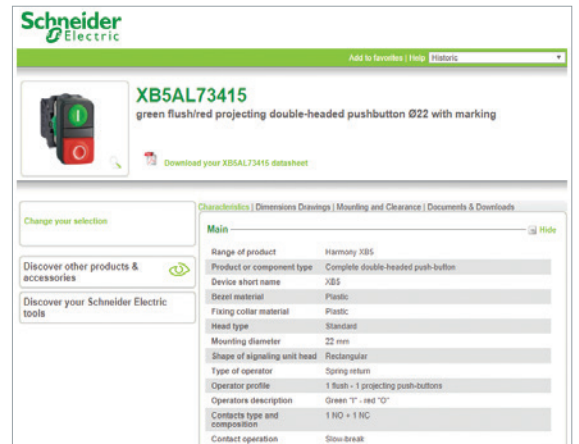 Schneider
Electric
Add to favorites | Help Historic
XB5AL73415
green flush/red projecting double-headed pushbutton Ø22 with marking
Download your XB5AL73415 datasheet
Characteristics | Dimensions Drawings | Mounting and Clearance | Documents & Downloads
Change your selection
Discover other products &
accessories
Discover your Schneider Electric
tools
Main
Hide
Range of product Harmony XB5
Product or component type Complete double-headed push-button
Device short name XB5
Bezel material Plastic
Fixing collar material Plastic
Head type Standard
Mounting diameter 22 mm
Shape of signaling unit head Rectangular
Type of operator Spring return
Operator profile 1 flush - 1 projecting push-buttons
Operators description Green "I" - red "O"
Contacts type and
composition 1 NO + 1 NC
Contact operation Slow-break